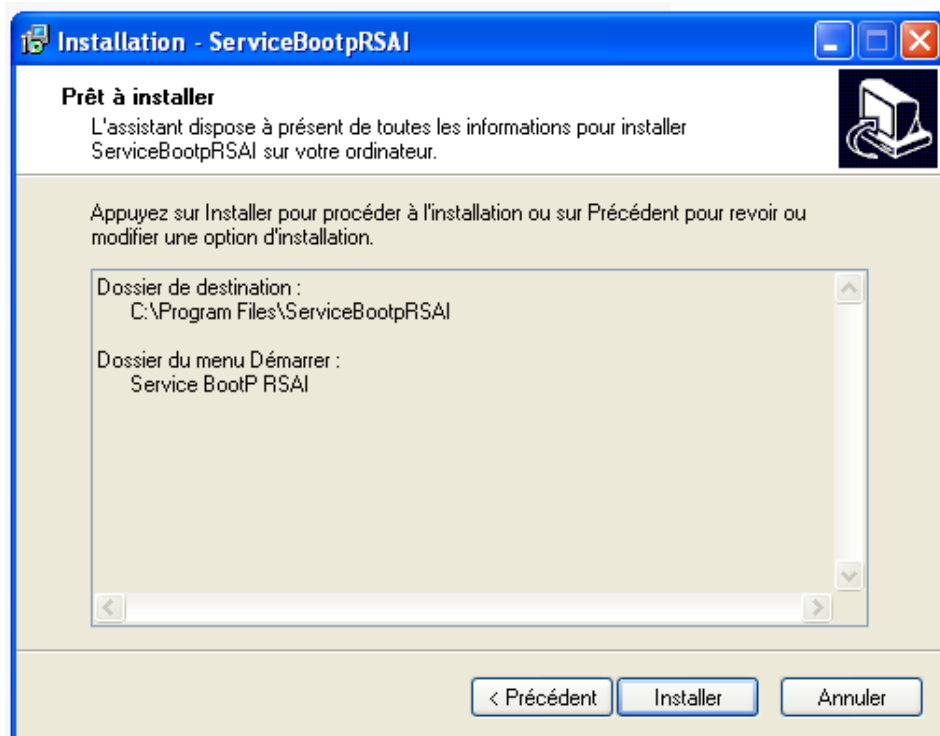 Installation - ServiceBootpRSAI
Prêt à installer
L'assistant dispose à présent de toutes les informations pour installer
ServiceBootpRSAI sur votre ordinateur.
Appuyez sur Installer pour procéder à l'installation ou sur Précédent pour revoir ou
modifier une option d'installation.
Dossier de destination :
C:\Program Files\ServiceBootpRSAI
Dossier du menu Démarrer :
Service BootP RSAI
< Précédent
Installer
Annuler